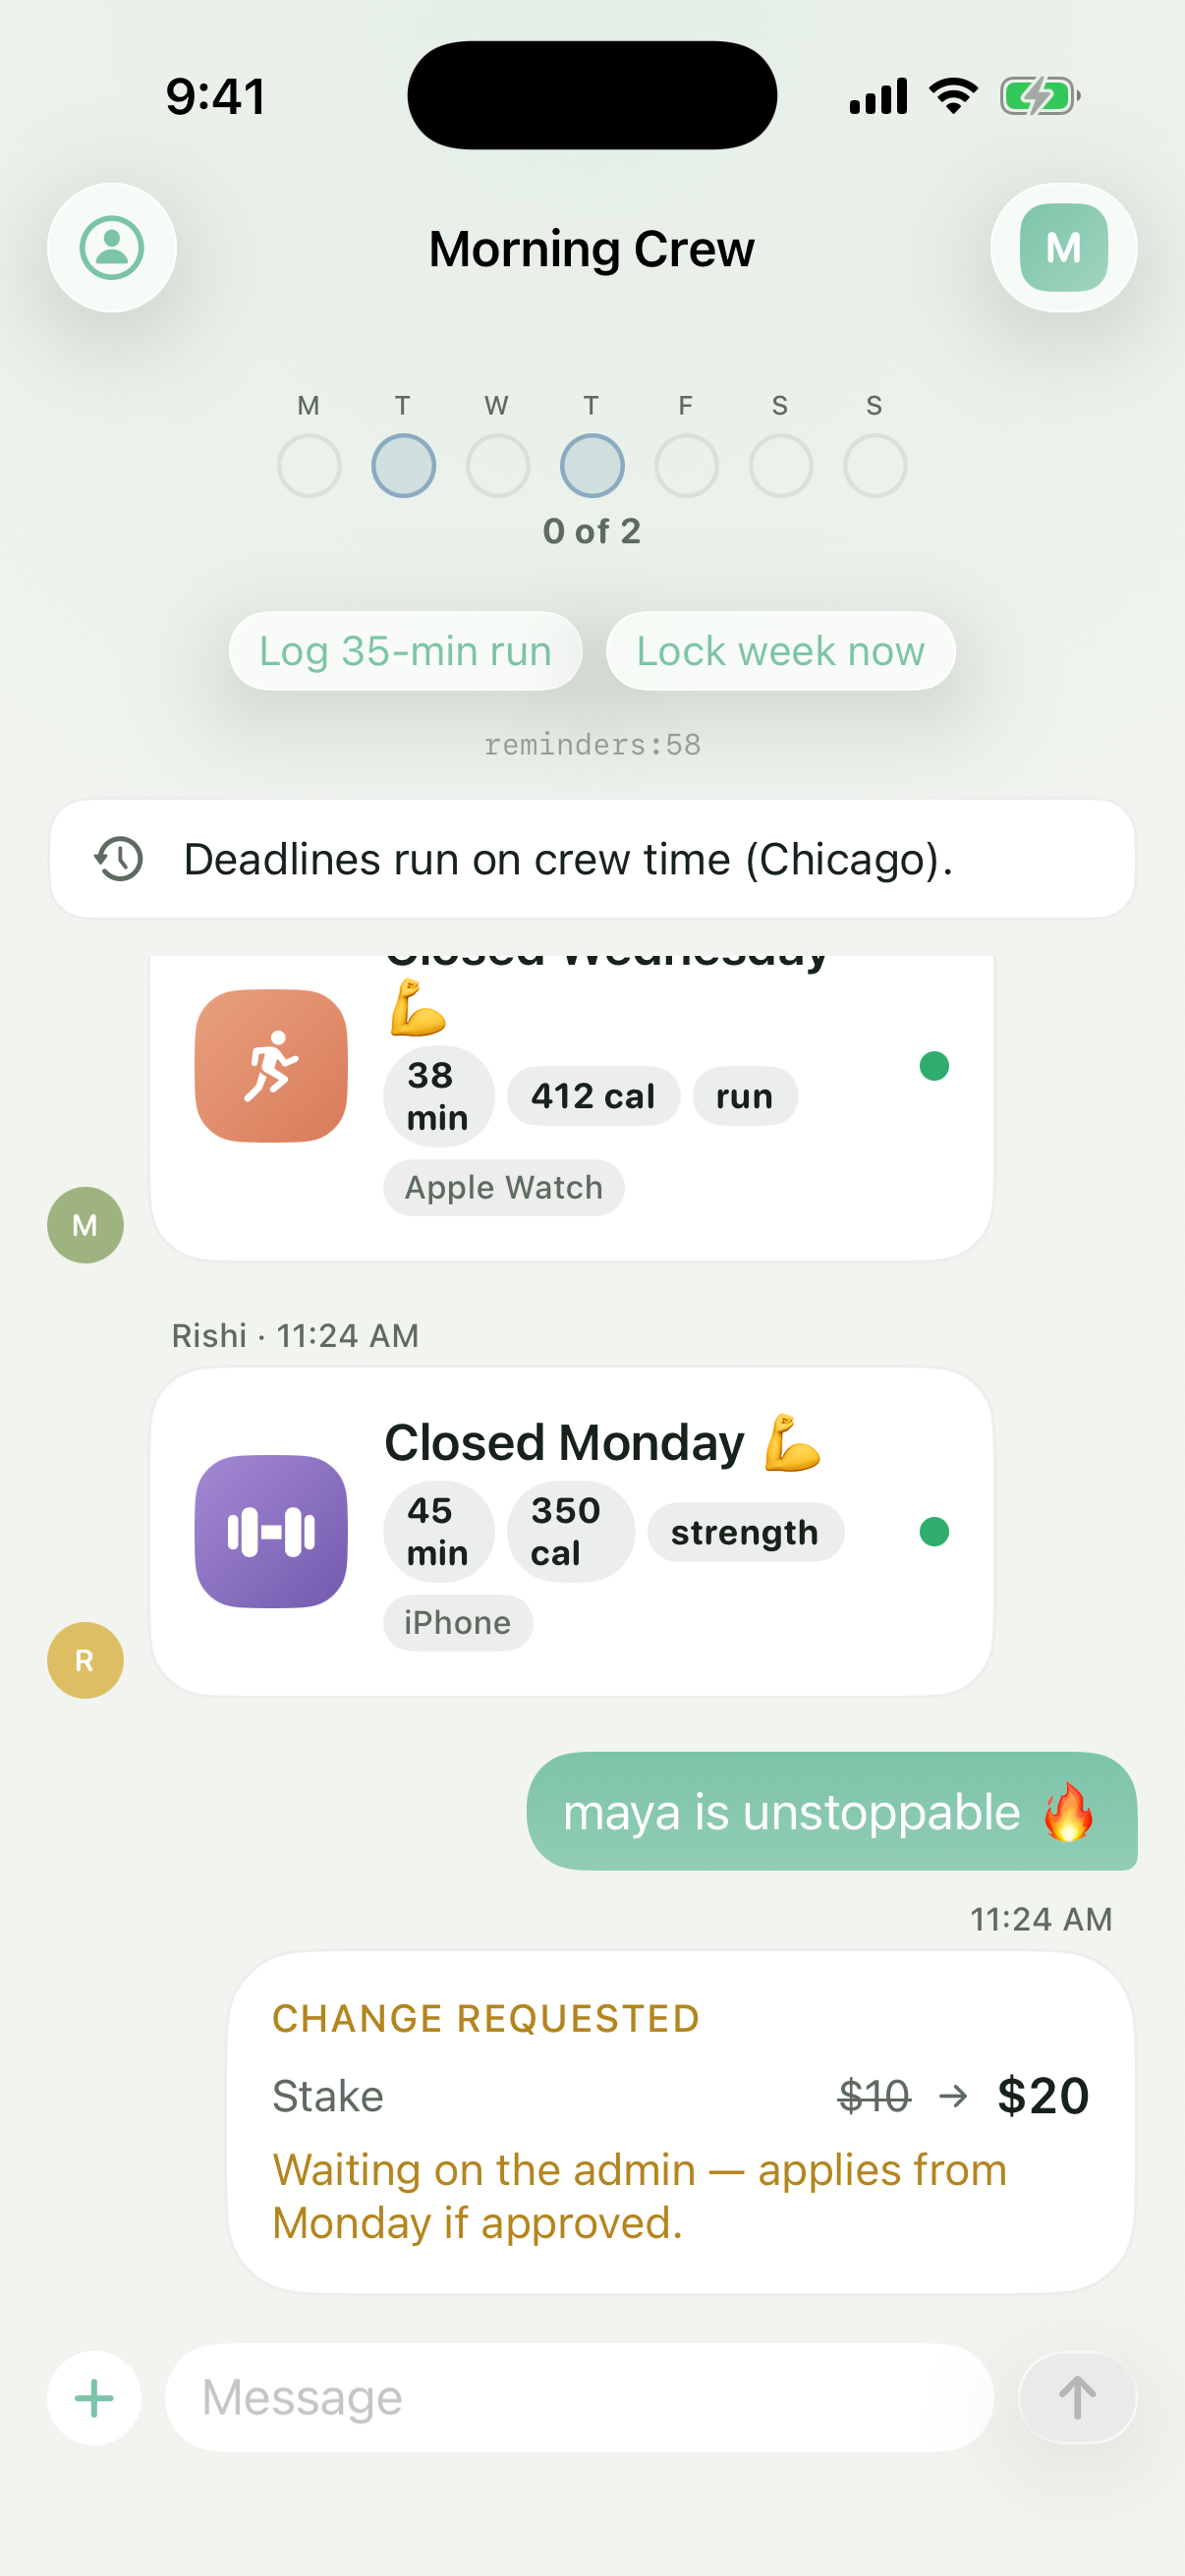 9:41
Morning Crew
M
M T W T F S S
0 of 2
Log 35-min run
Lock week now
reminders:58
Deadlines run on crew time (Chicago).
Closed Wednesday
💪
38
min
412 cal
run
Apple Watch
M
Rishi · 11:24 AM
Closed Monday 💪
45
min
350
cal
strength
iPhone
R
maya is unstoppable 🔥
11:24 AM
CHANGE REQUESTED
Stake $10 → $20
Waiting on the admin — applies from
Monday if approved.
Message